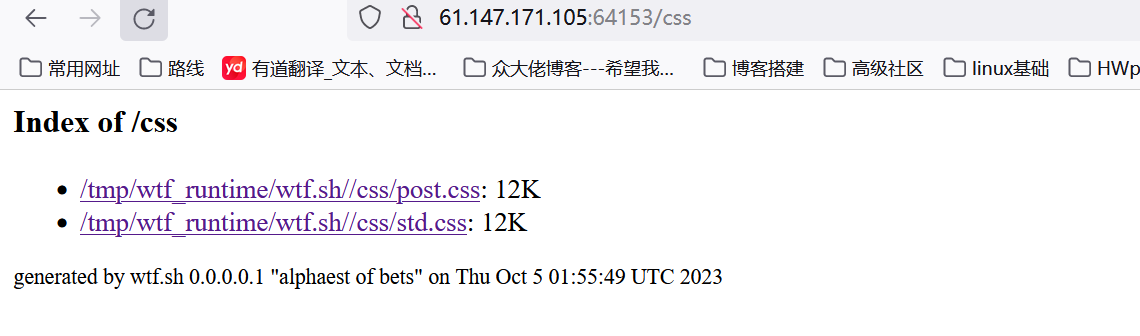 61.147.171.105:64153/css
常用网址 路线 yd 有道翻译_文本、文档... 众大佬博客---希望我... 博客搭建 高级社区 linux基础 HWp
Index of /css
/tmp/wtf_runtime/wtf.sh//css/post.css: 12K
/tmp/wtf_runtime/wtf.sh//css/std.css: 12K
generated by wtf.sh 0.0.0.0.1 "alphaest of bets" on Thu Oct 5 01:55:49 UTC 2023